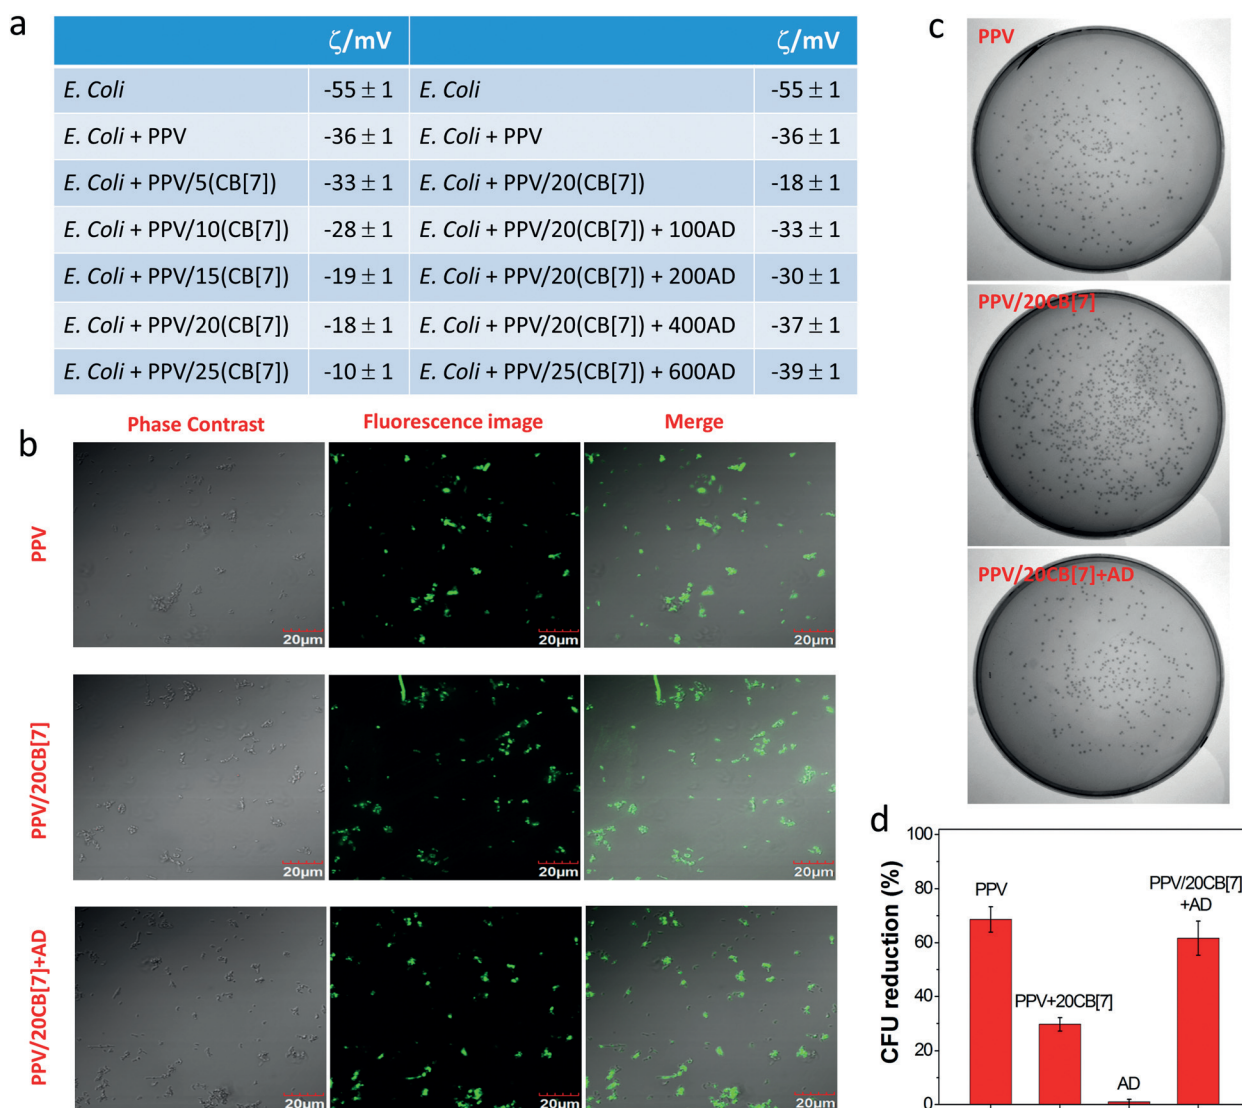 a
ζ/mV ζ/mV
E. Coli -55 ± 1 E. Coli -55 ± 1
E. Coli + PPV -36 ± 1 E. Coli + PPV -36 ± 1
E. Coli + PPV/5(CB[7]) -33 ± 1 E. Coli + PPV/20(CB[7]) -18 ± 1
E. Coli + PPV/10(CB[7]) -28 ± 1 E. Coli + PPV/20(CB[7]) + 100AD -33 ± 1
E. Coli + PPV/15(CB[7]) -19 ± 1 E. Coli + PPV/20(CB[7]) + 200AD -30 ± 1
E. Coli + PPV/20(CB[7]) -18 ± 1 E. Coli + PPV/20(CB[7]) + 400AD -37 ± 1
E. Coli + PPV/25(CB[7]) -10 ± 1 E. Coli + PPV/25(CB[7]) + 600AD -39 ± 1
b
Phase Contrast Fluorescence image Merge
PPV
20μm 20μm 20μm
PPV/20CB[7]
20μm 20μm 20μm
PPV/20CB[7]+AD
20μm 20μm 20μm
c
PPV
PPV/20CB[7]
PPV/20CB[7]+AD
d
CFU reduction (%)
100
80
60
40
20
0
PPV
PPV+20CB[7]
AD
PPV/20CB[7]
+AD